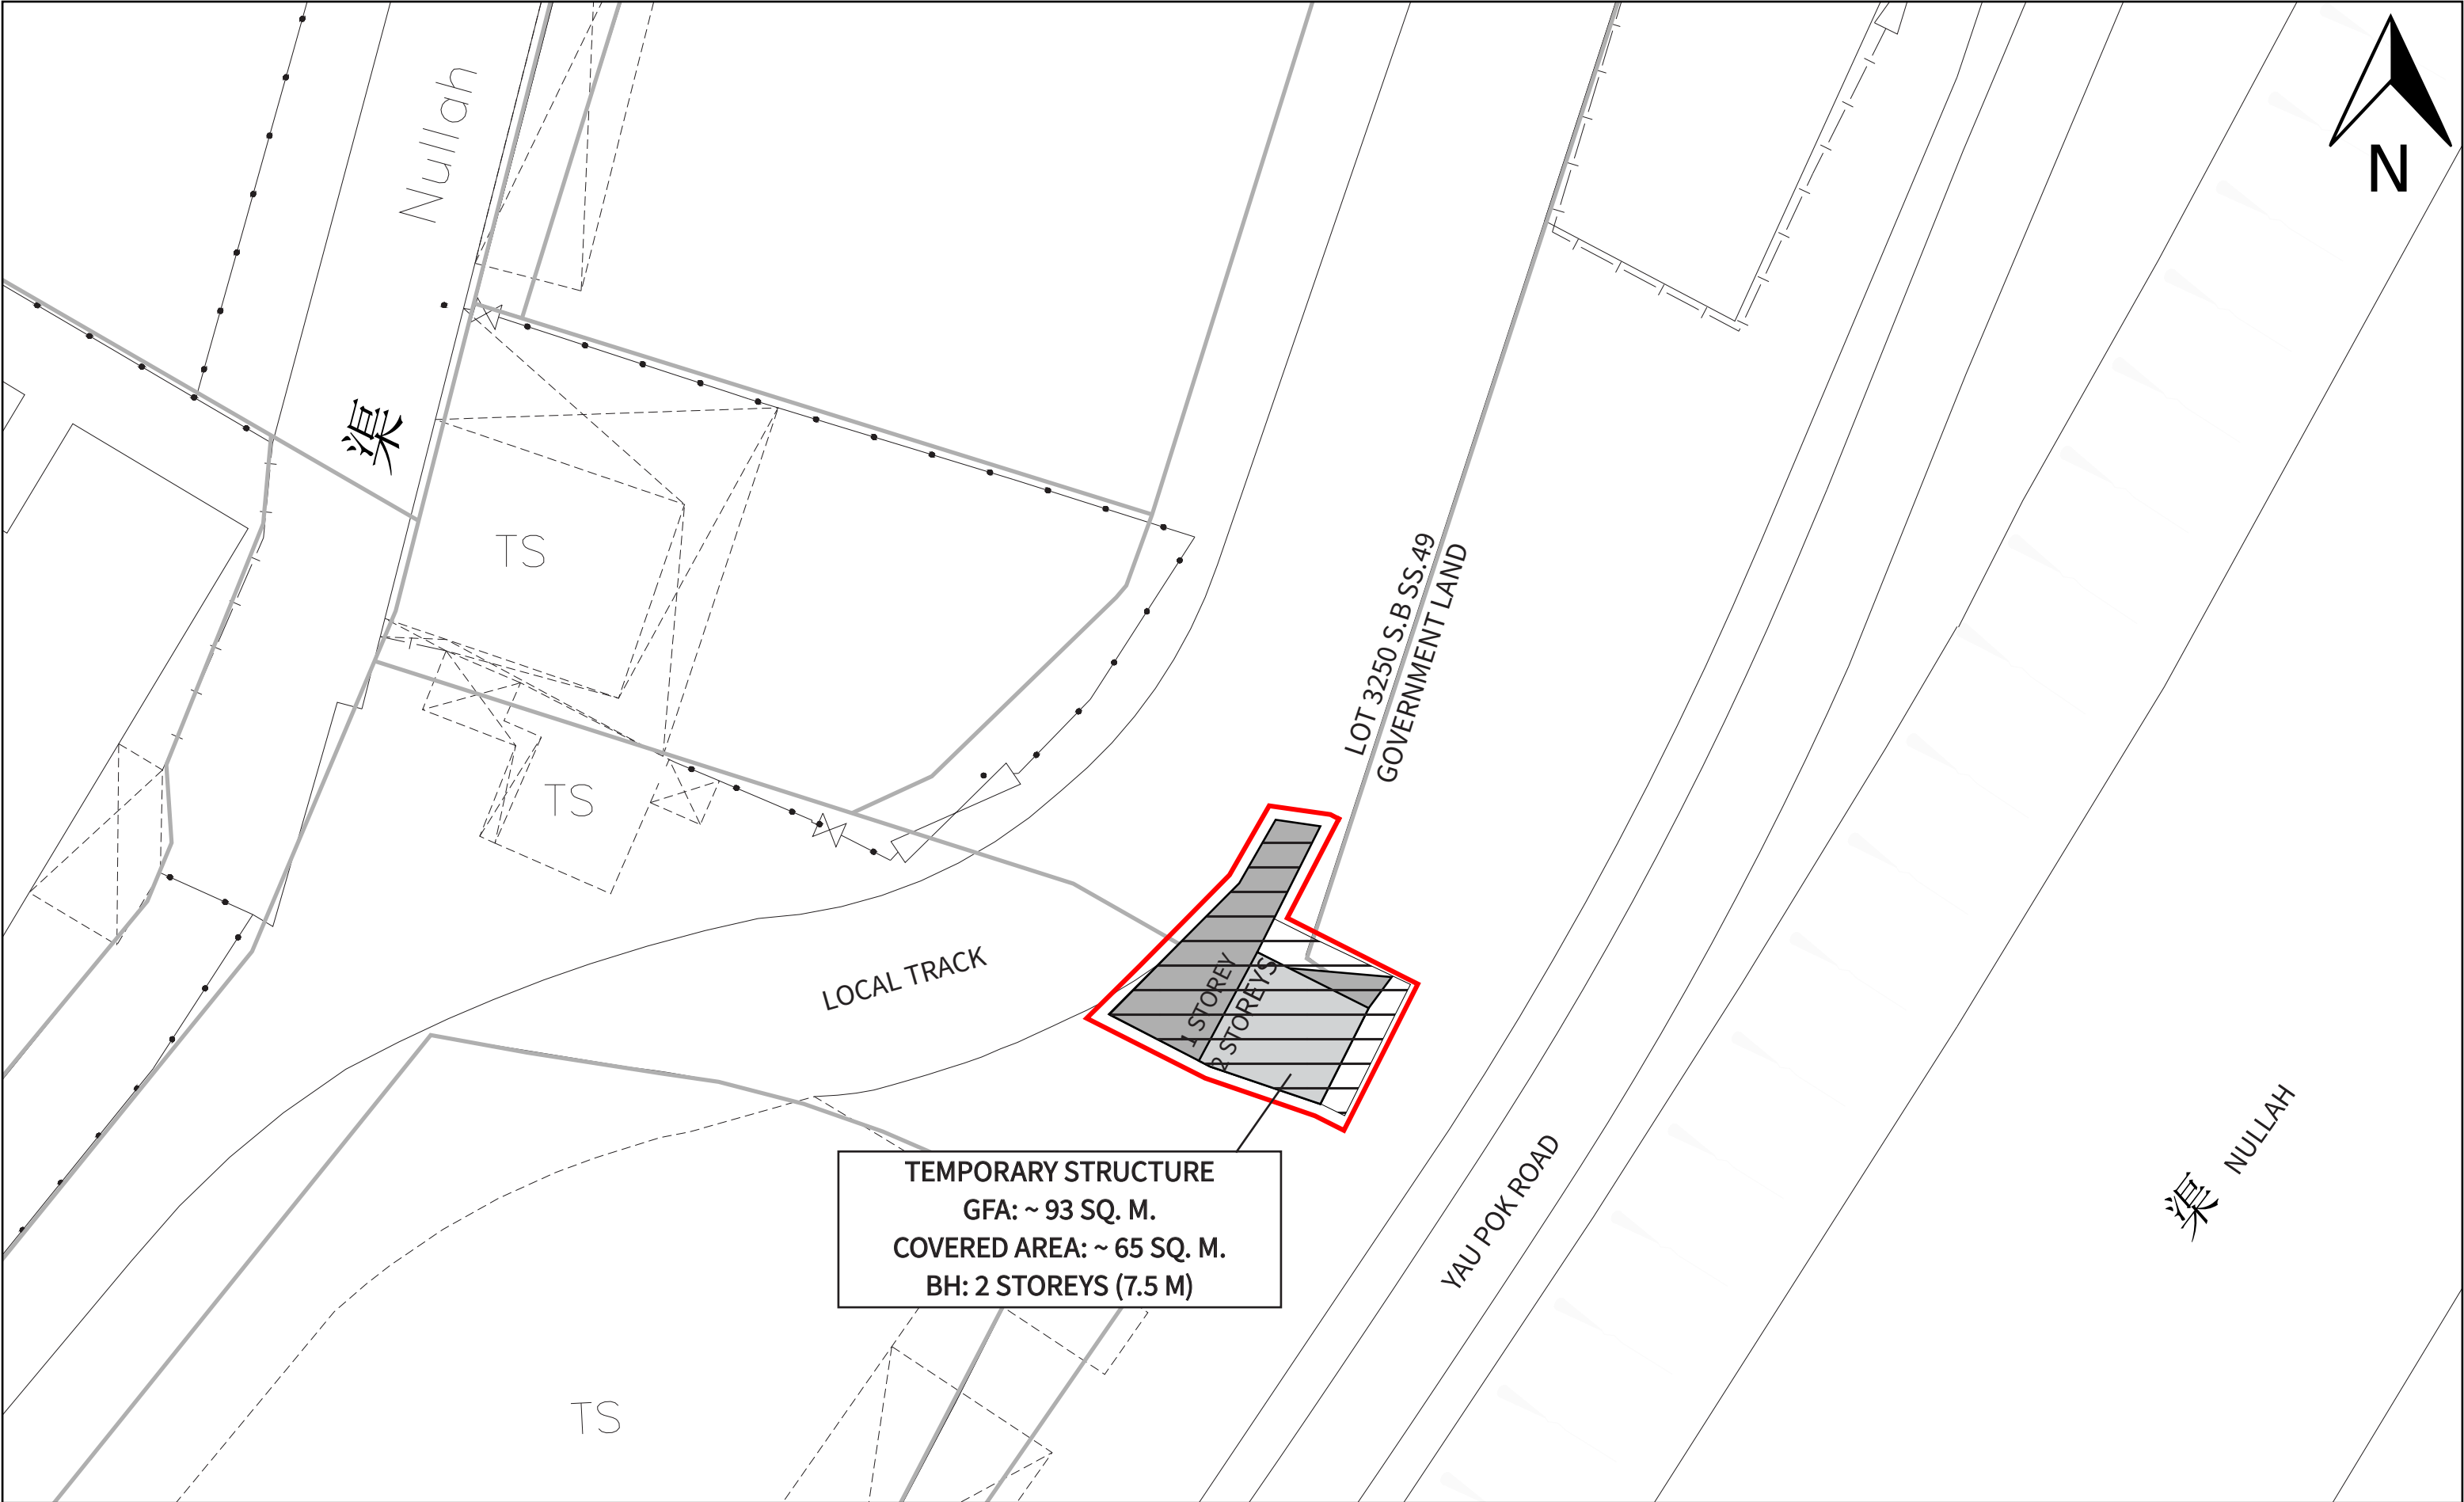 Nullah
N
渠
TS
LOT 3250 S.B SS.49
GOVERNMENT LAND
TS
LOCAL TRACK
1 STOREY
2 STOREYS
TEMPORARY STRUCTURE
GFA: ~ 93 SQ. M.
COVERED AREA: ~ 65 SQ. M.
BH: 2 STOREYS (7.5 M)
YAU POK ROAD
渠 NULLAH
TS